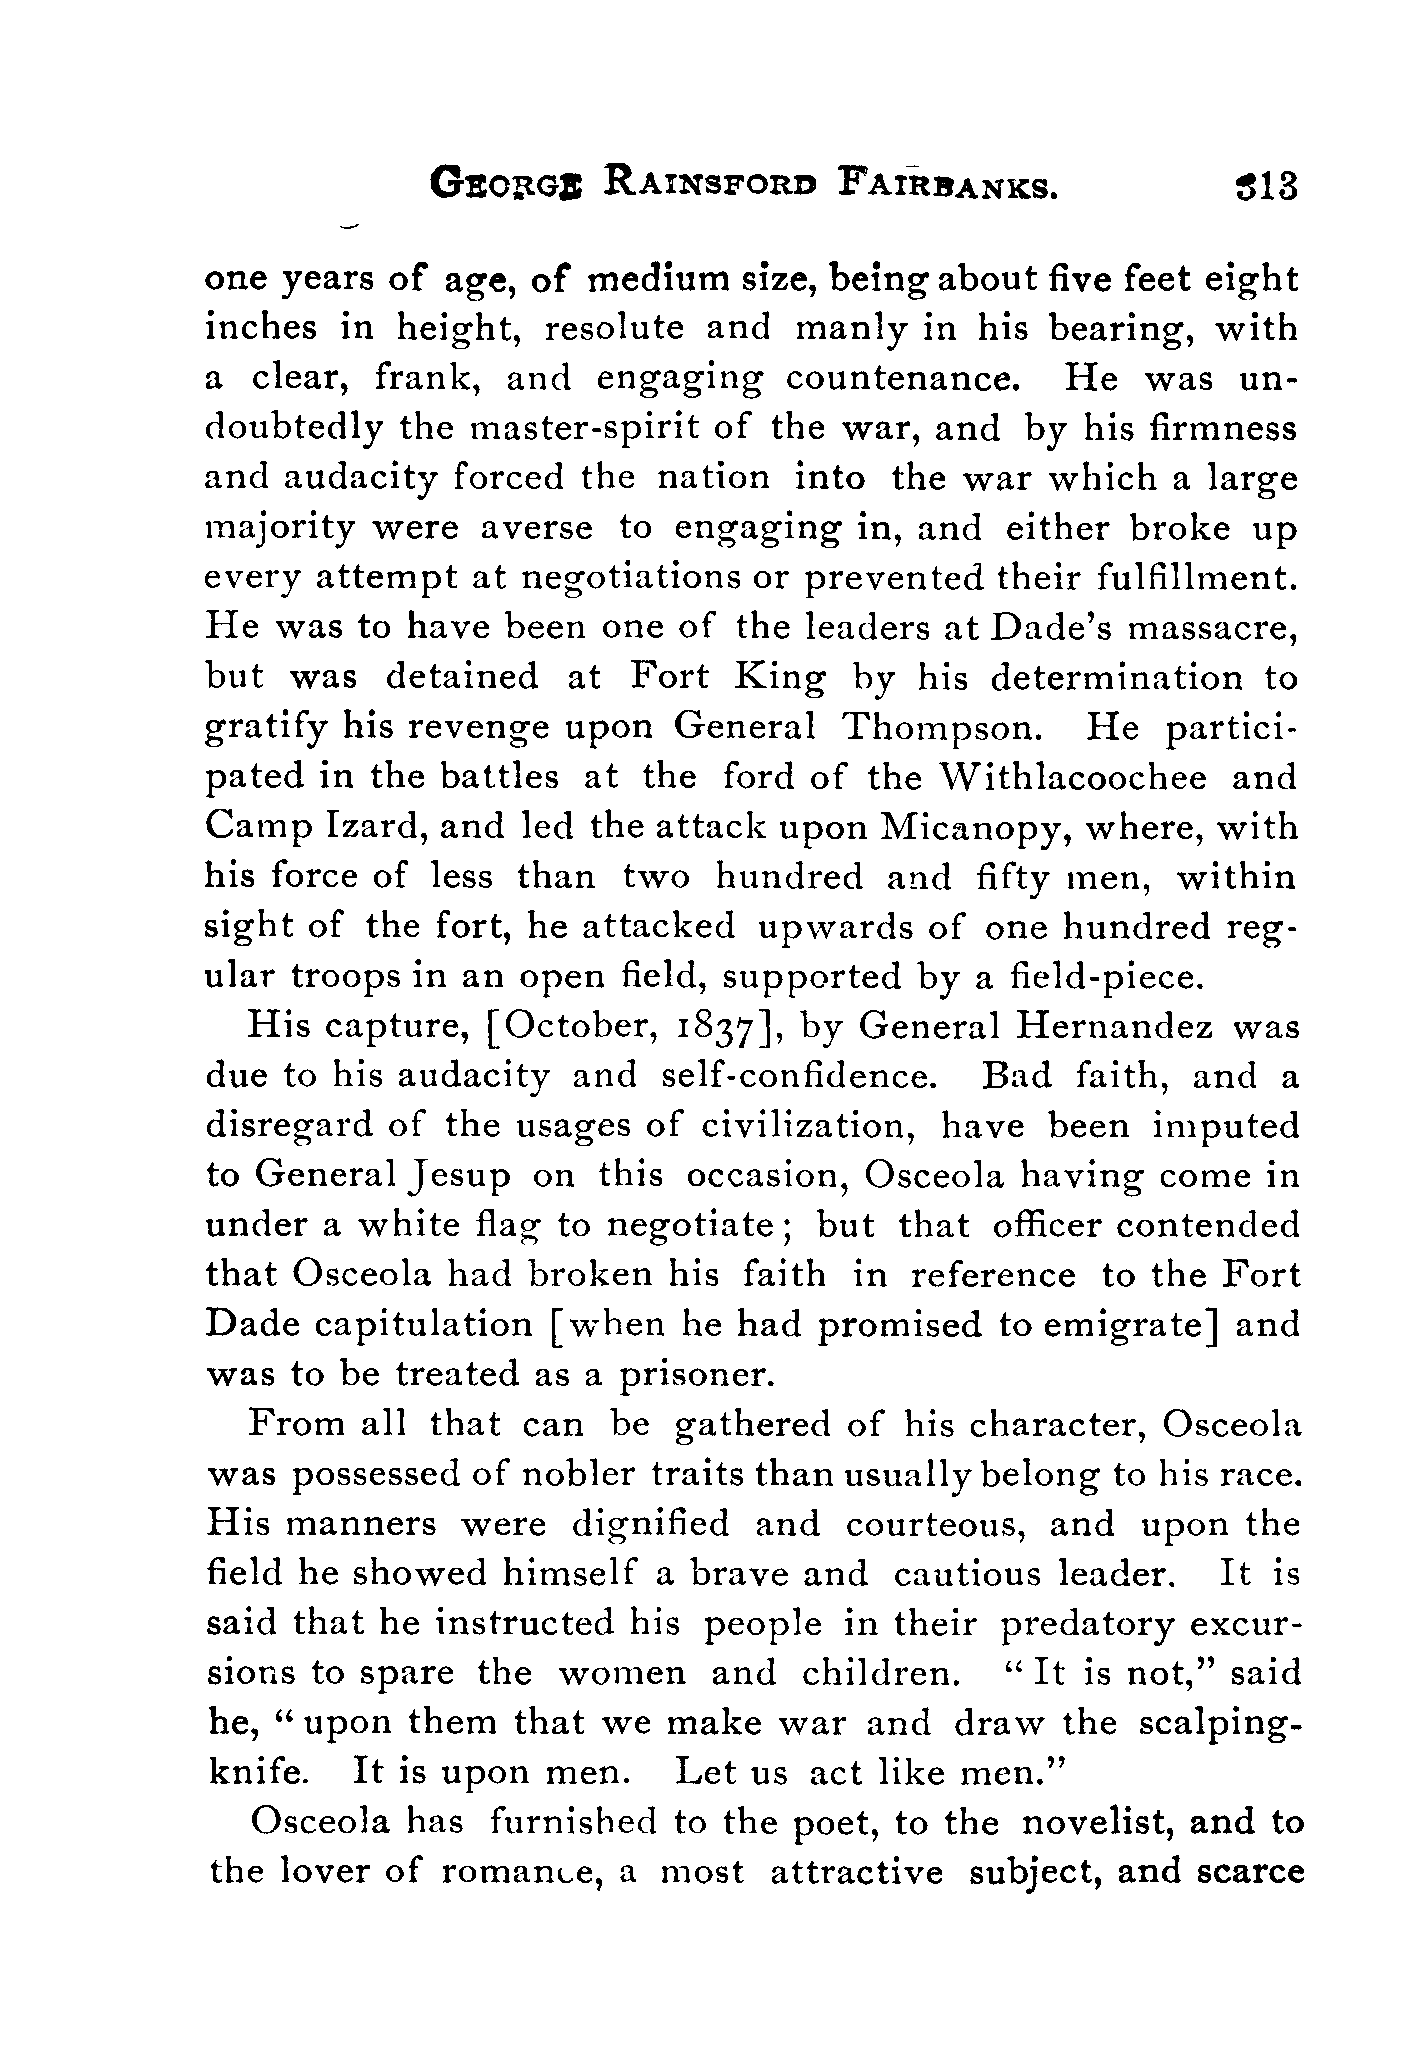 GEORGE RAINSFORD FAIRBANKS. 313
one years of age, of medium size, being about five feet eight
inches in height, resolute and manly in his bearing, with
a clear, frank, and engaging countenance. He was un-
doubtedly the master-spirit of the war, and by his firmness
and audacity forced the nation into the war which a large
majority were averse to engaging in, and either broke up
every attempt at negotiations or prevented their fulfillment.
He was to have been one of the leaders at Dade's massacre,
but was detained at Fort King by his determination to
gratify his revenge upon General Thompson. He partici-
pated in the battles at the ford of the Withlacoochee and
Camp Izard, and led the attack upon Micanopy, where, with
his force of less than two hundred and fifty men, within
sight of the fort, he attacked upwards of one hundred reg-
ular troops in an open field, supported by a field-piece.
His capture, [October, 1837], by General Hernandez was
due to his audacity and self-confidence. Bad faith, and a
disregard of the usages of civilization, have been imputed
to General Jesup on this occasion, Osceola having come in
under a white flag to negotiate; but that officer contended
that Osceola had broken his faith in reference to the Fort
Dade capitulation [when he had promised to emigrate] and
was to be treated as a prisoner.
From all that can be gathered of his character, Osceola
was possessed of nobler traits than usually belong to his race.
His manners were dignified and courteous, and upon the
field he showed himself a brave and cautious leader. It is
said that he instructed his people in their predatory excur-
sions to spare the women and children. "It is not," said
he, "upon them that we make war and draw the scalping-
knife. It is upon men. Let us act like men."
Osceola has furnished to the poet, to the novelist, and to
the lover of romance, a most attractive subject, and scarce